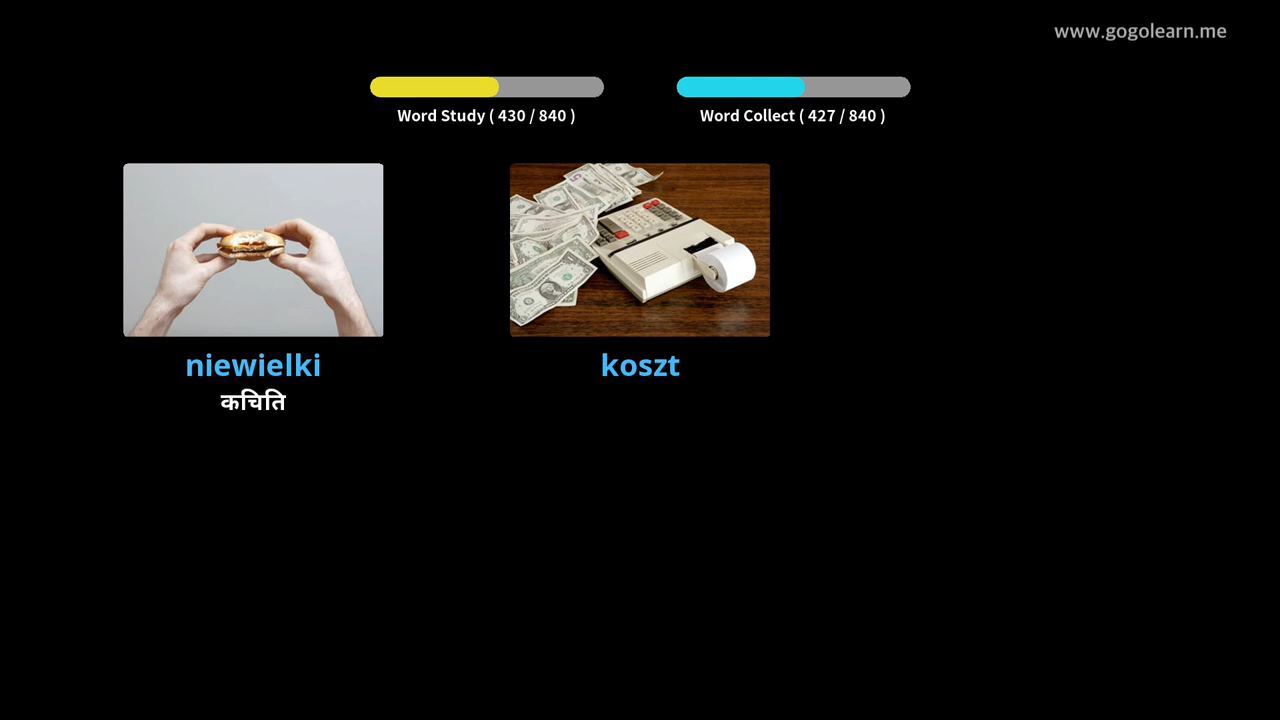 www.gogolearn.me
Word Study ( 430 / 840 )
Word Collect ( 427 / 840 )
niewielki
koszt
कचिति